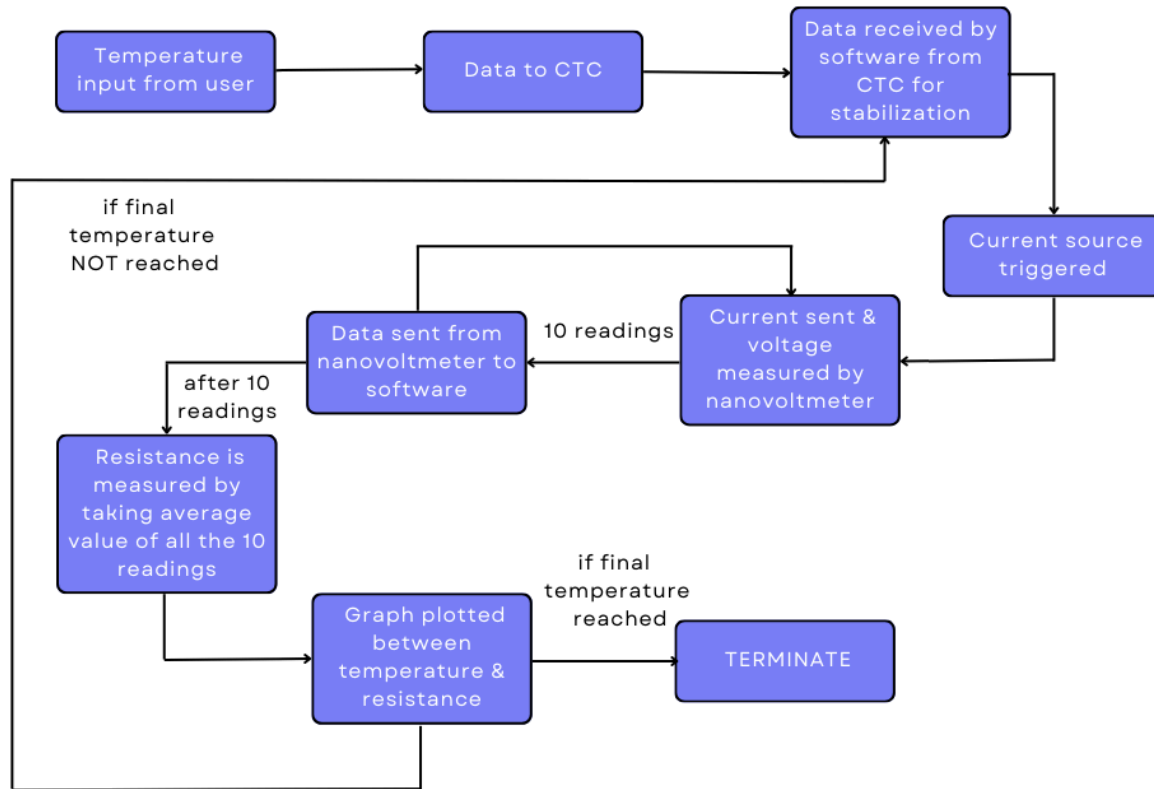 Temperature
input from user
Data to CTC
Data received by
software from
CTC for
stabilization
if final
temperature
NOT reached
Current source
triggered
Data sent from
nanovoltmeter to
software
10 readings
Current sent &
voltage
measured by
nanovoltmeter
after 10
readings
Resistance is
measured by
taking average
value of all the 10
readings
Graph plotted
between
temperature &
resistance
if final
temperature
reached
TERMINATE